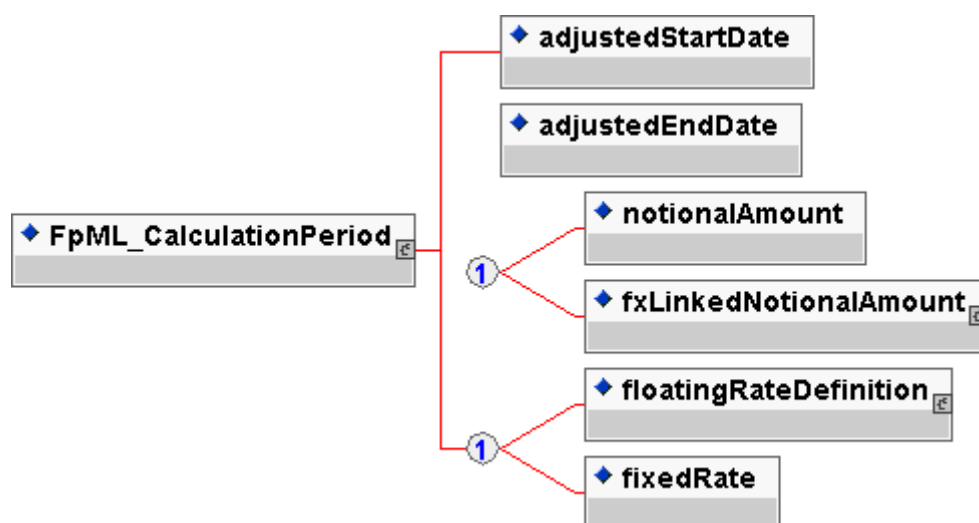 adjustedStartDate
adjustedEndDate
FpML_CalculationPeriod
notionalAmount
1
fxLinkedNotionalAmount
floatingRateDefinition
1
fixedRate